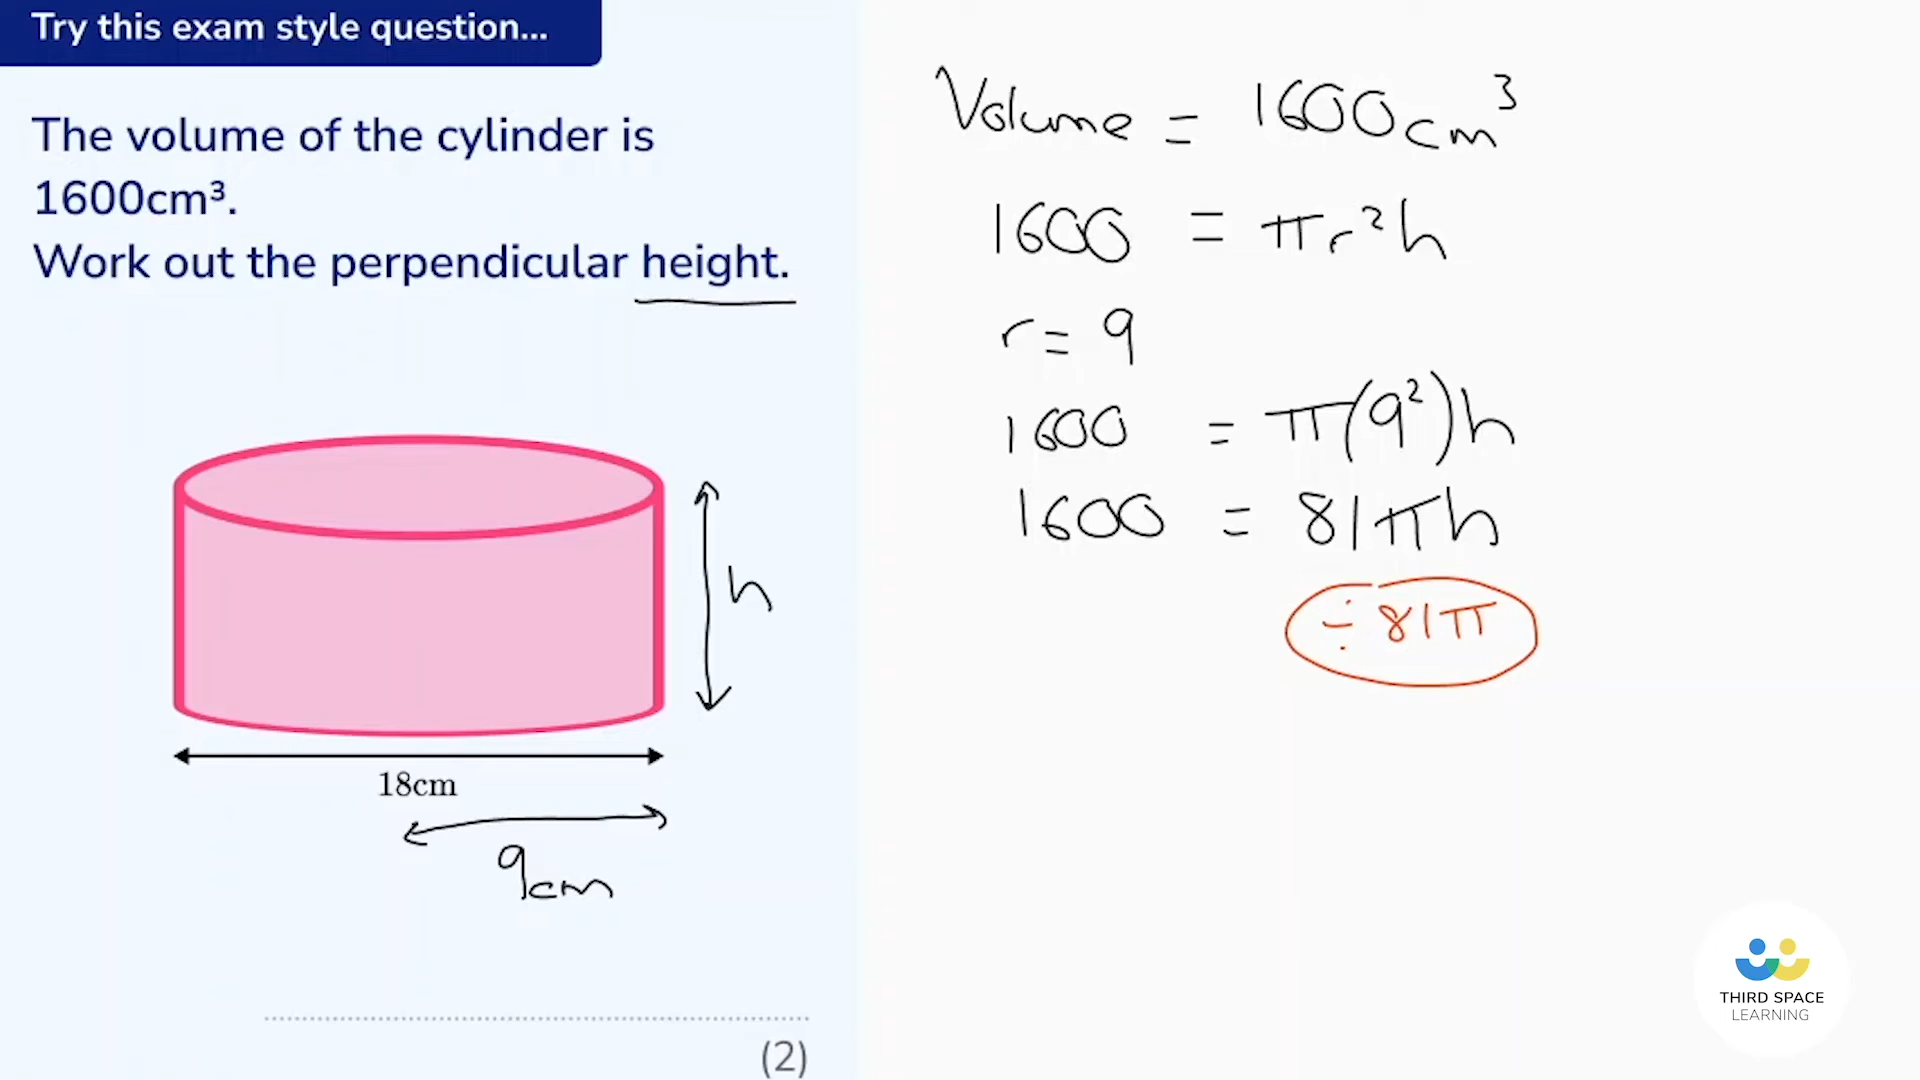 Try this exam style question...
The volume of the cylinder is
1600cm³.
Work out the perpendicular height.
h
18cm
9cm
(2)
Volume = 1600cm³
1600 = πr²h
r = 9
1600 = π(9²)h
1600 = 81πh
÷ 81π
THIRD SPACE
LEARNING